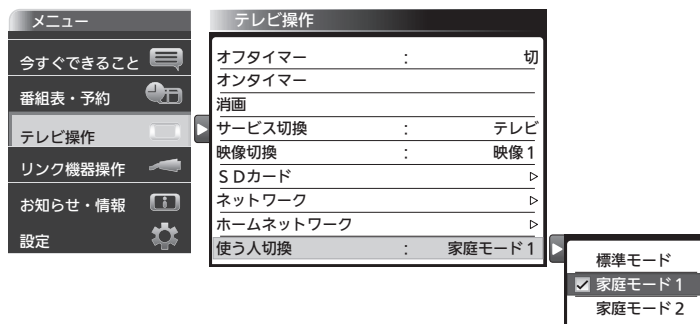 メニュー
今すぐできること
番組表・予約
テレビ操作
リンク機器操作
お知らせ・情報
設定
テレビ操作
オフタイマー : 切
オンタイマー
消画
サービス切換 : テレビ
映像切換 : 映像1
SDカード
ネットワーク
ホームネットワーク
使う人切換 : 家庭モード1
標準モード
家庭モード1
家庭モード2